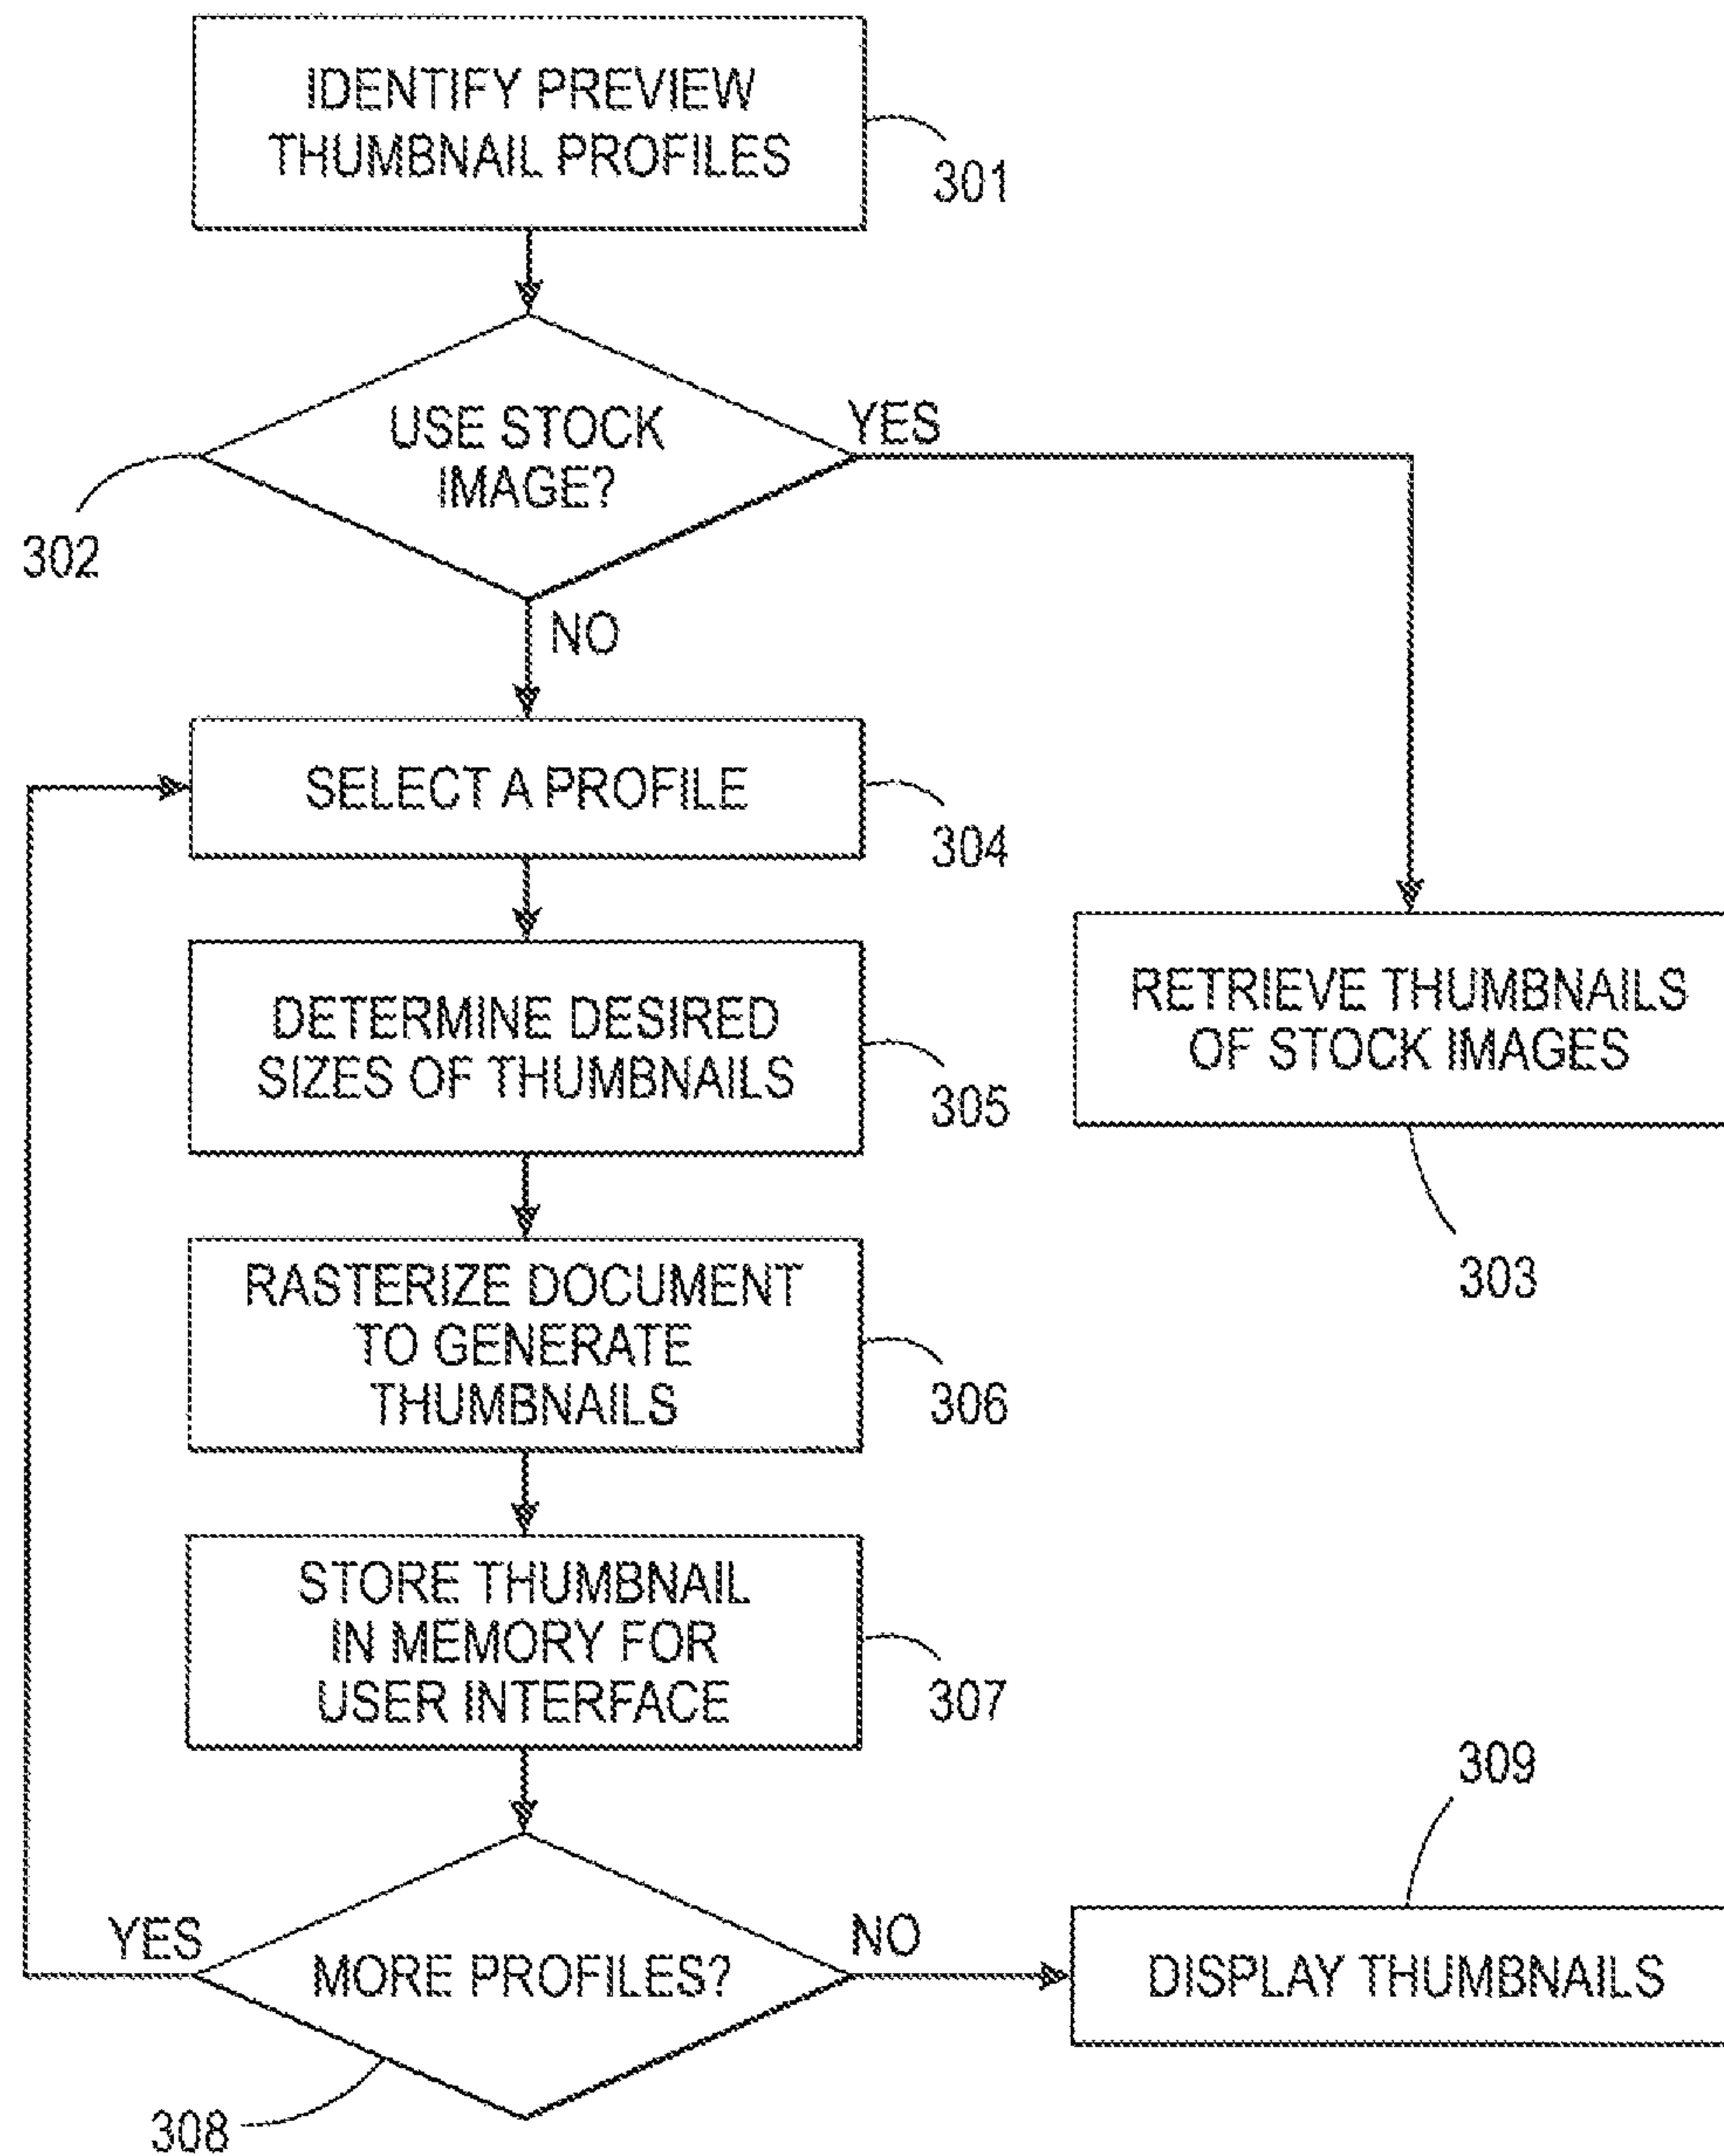 IDENTIFY PREVIEW
THUMBNAIL PROFILES
301
USE STOCK
IMAGE?
YES
302
NO
SELECT A PROFILE
304
DETERMINE DESIRED
SIZES OF THUMBNAILS
305
RETRIEVE THUMBNAILS
OF STOCK IMAGES
303
RASTERIZE DOCUMENT
TO GENERATE
THUMBNAILS
306
STORE THUMBNAIL
IN MEMORY FOR
USER INTERFACE
307
309
YES
MORE PROFILES?
NO
DISPLAY THUMBNAILS
308